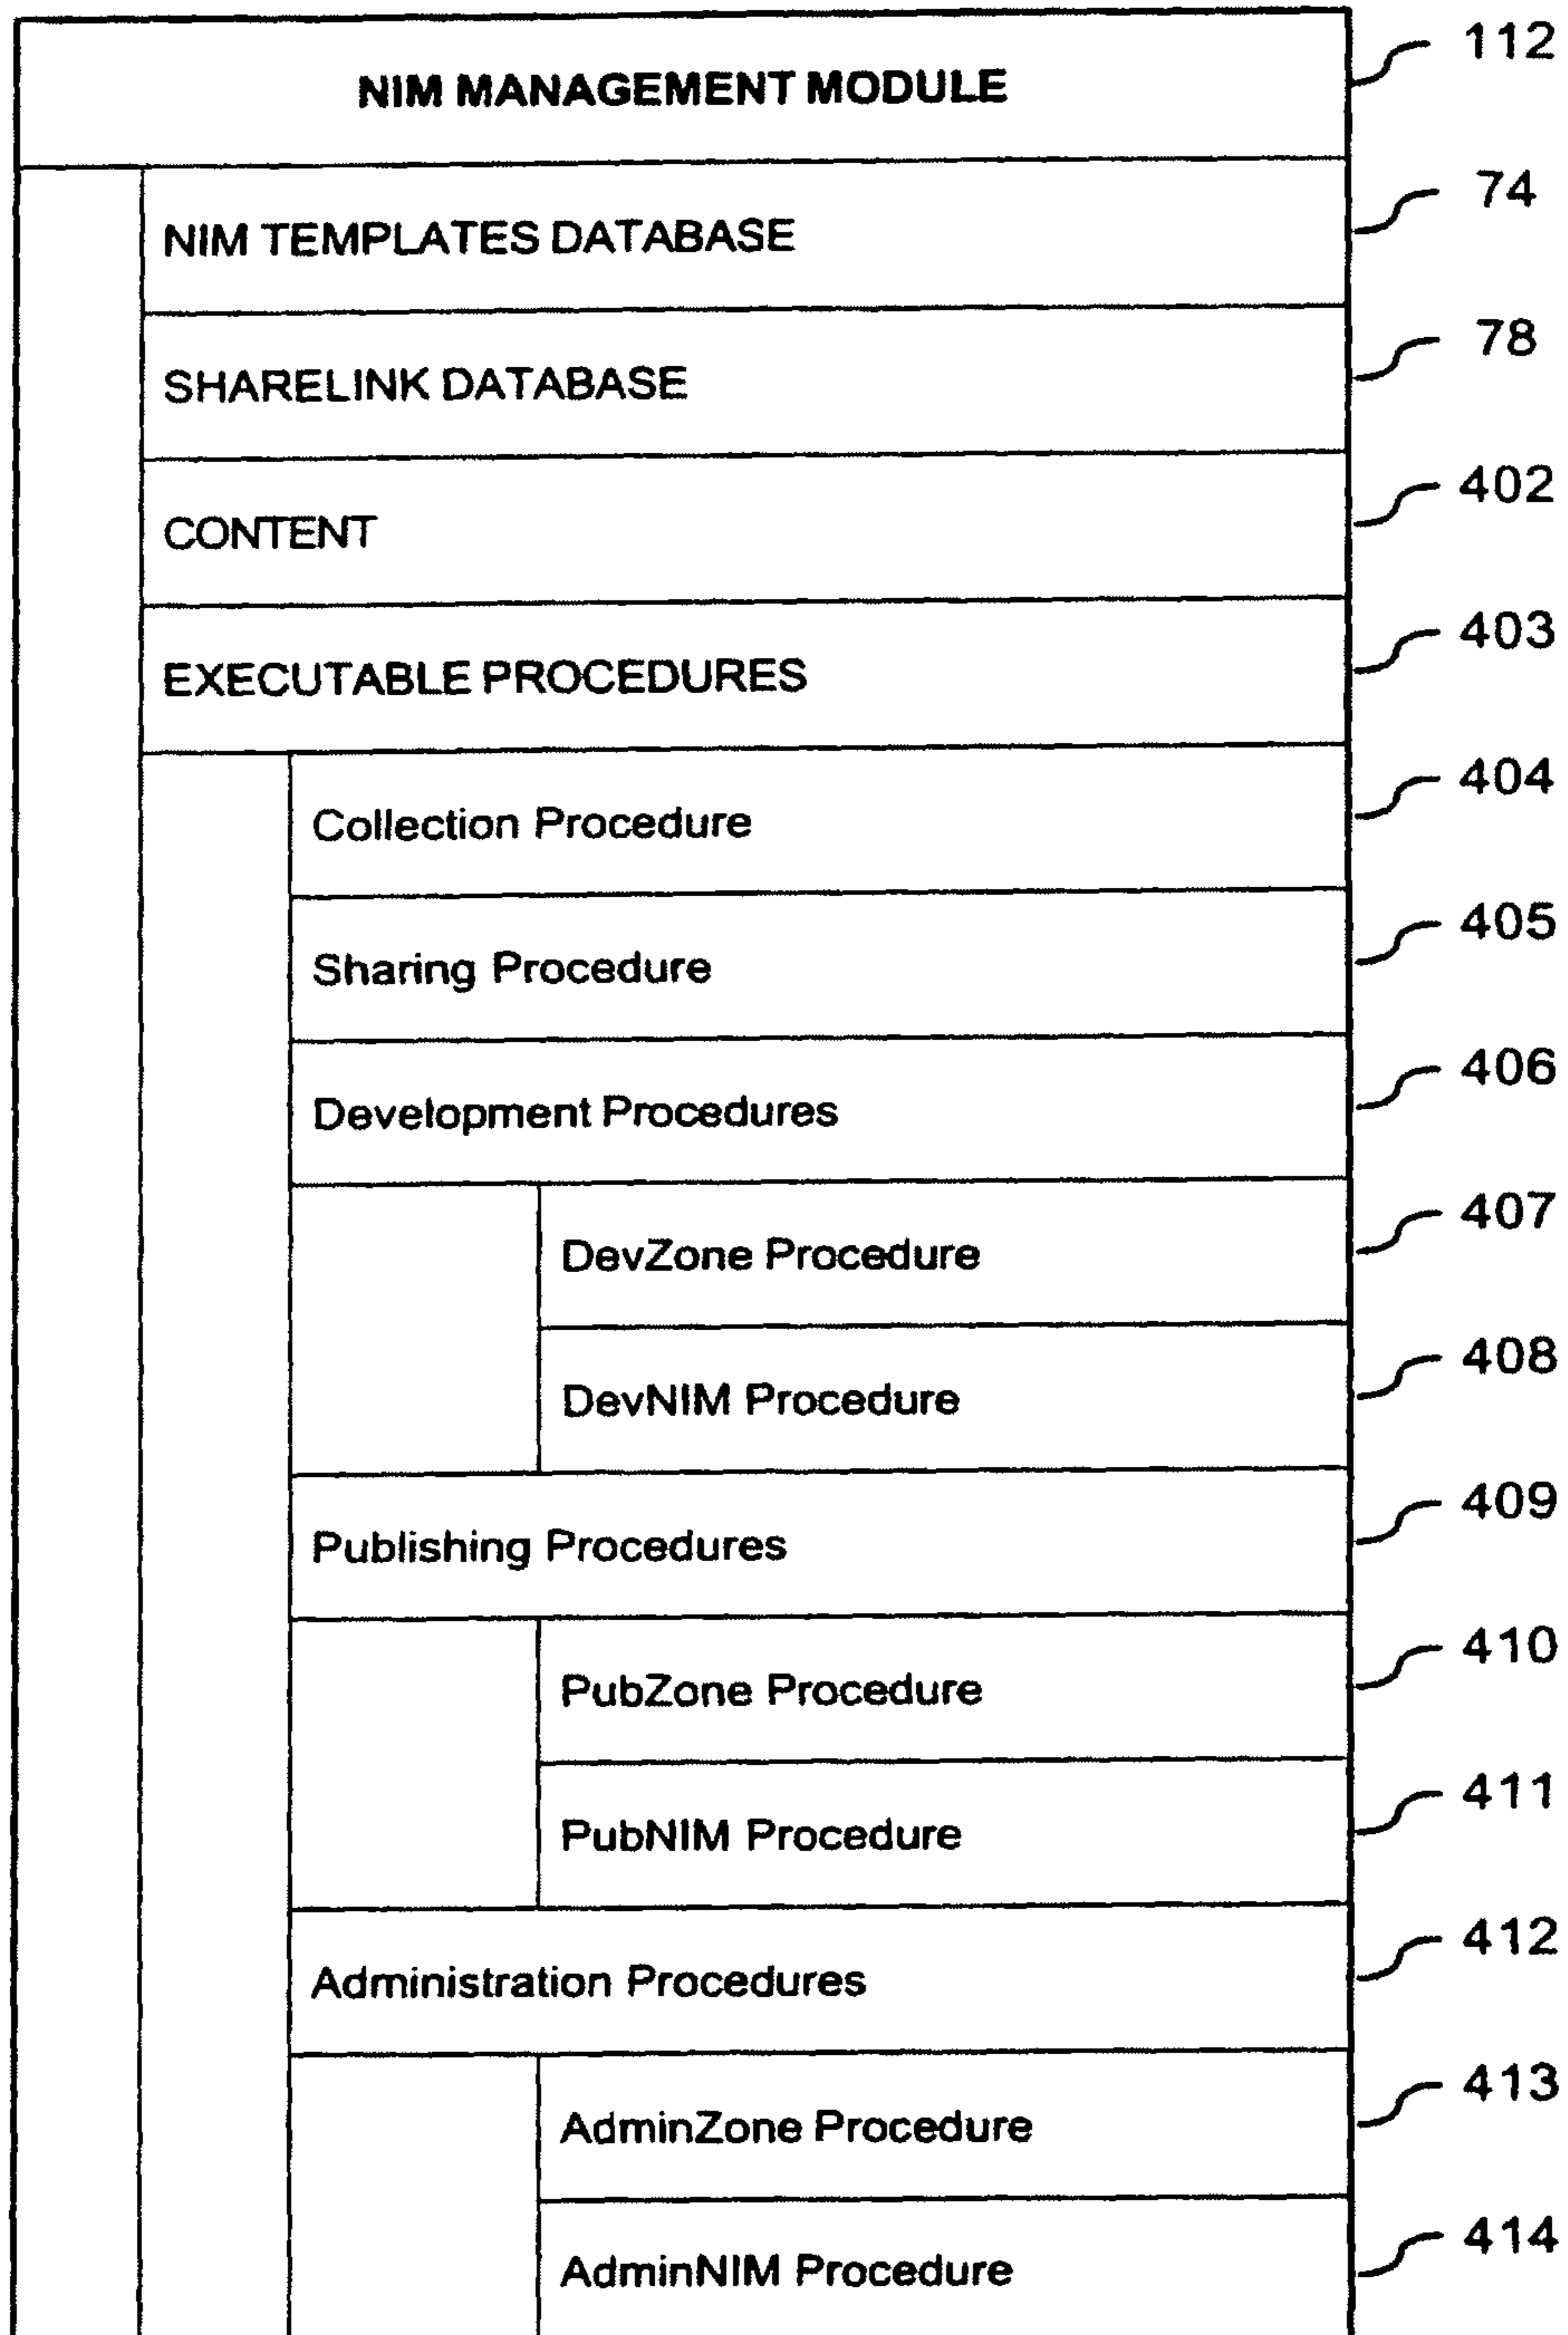 NIM MANAGEMENT MODULE 112
NIM TEMPLATES DATABASE 74
SHARELINK DATABASE 78
CONTENT 402
EXECUTABLE PROCEDURES 403
Collection Procedure 404
Sharing Procedure 405
Development Procedures 406
DevZone Procedure 407
DevNIM Procedure 408
Publishing Procedures 409
PubZone Procedure 410
PubNIM Procedure 411
Administration Procedures 412
AdminZone Procedure 413
AdminNIM Procedure 414